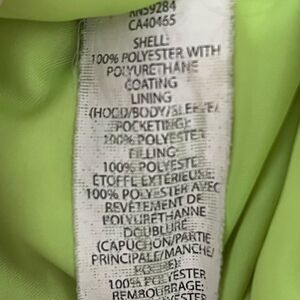 RN59284
CA40465
SHELL:
100% POLYESTER WITH
POLYURETHANE
COATING
LINING
(HOOD/BODY/SLEEVE/
POCKETING):
100% POLYESTER
FILLING:
100% POLYESTER
ÉTOFFE EXTÉRIEURE:
100% POLYESTER AVEC
REVÊTEMENT DE
POLYURÉTHANNE
DOUBLURE
(CAPUCHON/PARTIE
PRINCIPALE/MANCHE/
POCHE):
100% POLYESTER
REMBOURRAGE:
POLYESTER